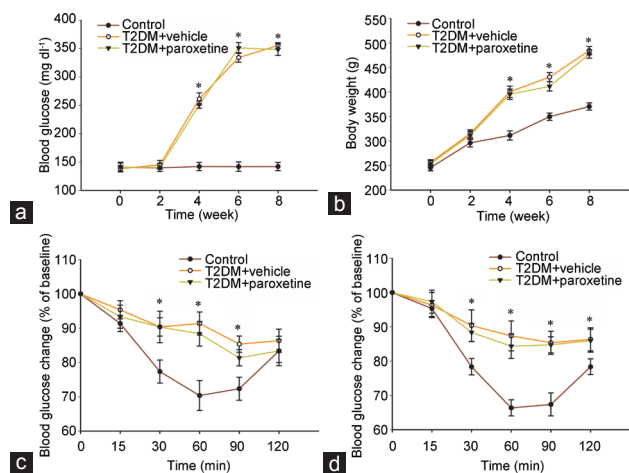 Control
T2DM+vehicle
T2DM+paroxetine
Blood glucose (mg dl-1)
400
350
300
250
200
150
100
0 2 4 6 8
* * *
Time (week)
a
Control
T2DM+vehicle
T2DM+paroxetine
Body weight (g)
500
450
400
350
300
250
200
0 2 4 6 8
* * *
Time (week)
b
Control
T2DM+vehicle
T2DM+paroxetine
Blood glucose change (% of baseline)
110
100
90
80
70
60
0 15 30 60 90 120
* * *
Time (min)
c
Control
T2DM+vehicle
T2DM+paroxetine
Blood glucose change (% of baseline)
110
100
90
80
70
60
0 15 30 60 90 120
* * * *
Time (min)
d